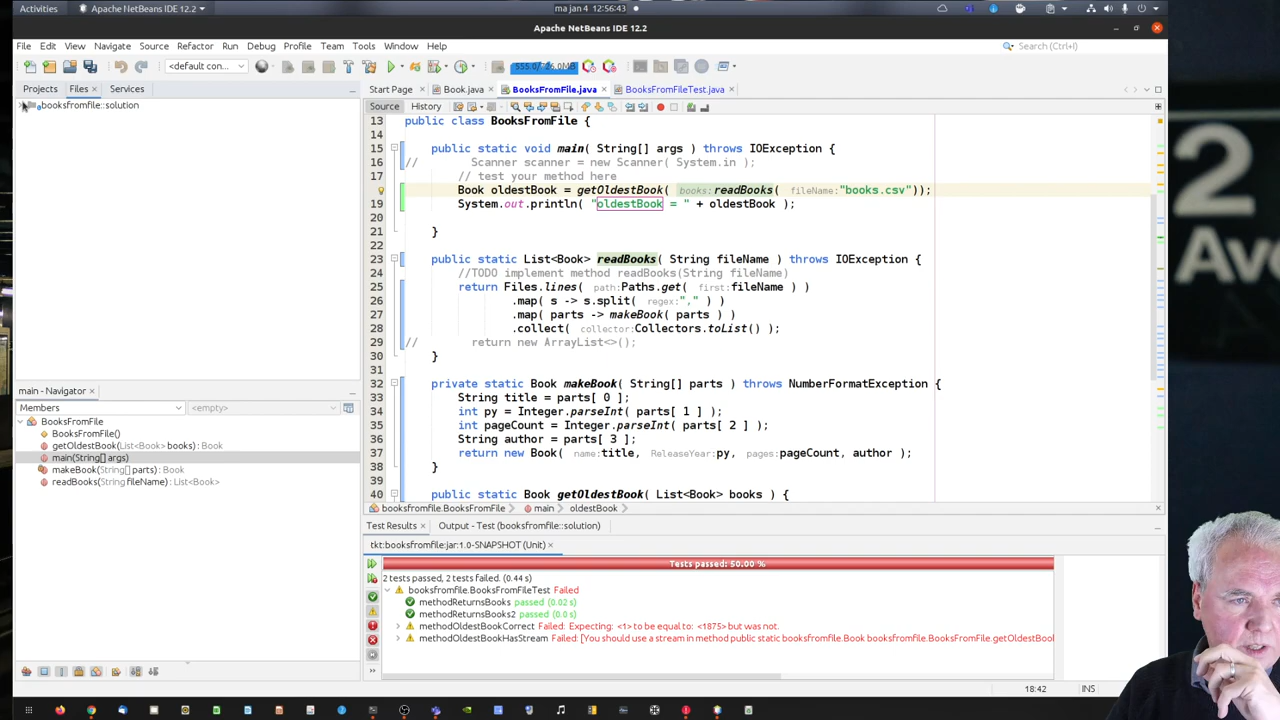 Activities
Apache NetBeans IDE 12.2
ma jan 4 12:56:43
Apache NetBeans IDE 12.2
File Edit View Navigate Source Refactor Run Debug Profile Team Tools Window Help
Search (Ctrl+I)
<default con...
Projects Files Services
booksfromfile::solution
Start Page Book.java BooksFromFile.java BooksFromFileTest.java
Source History
13 public class BooksFromFile {
14
15 public static void main( String[] args ) throws IOException {
16 // Scanner scanner = new Scanner( System.in );
17 // test your method here
18 Book oldestBook = getOldestBook( books: readBooks( fileName:"books.csv"));
19 System.out.println( "oldestBook = " + oldestBook );
20
21 }
22
23 public static List<Book> readBooks( String fileName ) throws IOException {
24 //TODO implement method readBooks(String fileName)
25 return Files.lines( path:Paths.get( first:fileName ) )
26 .map( s -> s.split( regex:"," ) )
27 .map( parts -> makeBook( parts ) )
28 .collect( collector:Collectors.toList() );
29 // return new ArrayList<>();
30 }
31
32 private static Book makeBook( String[] parts ) throws NumberFormatException {
33 String title = parts[ 0 ];
34 int py = Integer.parseInt( parts[ 1 ] );
35 int pageCount = Integer.parseInt( parts[ 2 ] );
36 String author = parts[ 3 ];
37 return new Book( name:title, ReleaseYear:py, pages:pageCount, author );
38 }
39
40 public static Book getOldestBook( List<Book> books ) {
booksfromfile.BooksFromFile main oldestBook
main - Navigator
Members <empty>
BooksFromFile
BooksFromFile()
getOldestBook(List<Book> books) : Book
main(String[] args)
makeBook(String[] parts) : Book
readBooks(String fileName) : List<Book>
Test Results Output - Test (booksfromfile::solution)
tkt:booksfromfile:jar:1.0-SNAPSHOT (Unit)
Tests passed: 50.00 %
2 tests passed, 2 tests failed. (0.44 s)
booksfromfile.BooksFromFileTest Failed
methodReturnsBooks passed (0.02 s)
methodReturnsBooks2 passed (0.0 s)
methodOldestBookCorrect Failed: Expecting: <1> to be equal to: <1875> but was not.
methodOldestBookHasStream Failed: [You should use a stream in method public static booksfromfile.Book booksfromfile.BooksFromFile.getOldestBook
18:42 INS
2
Ave